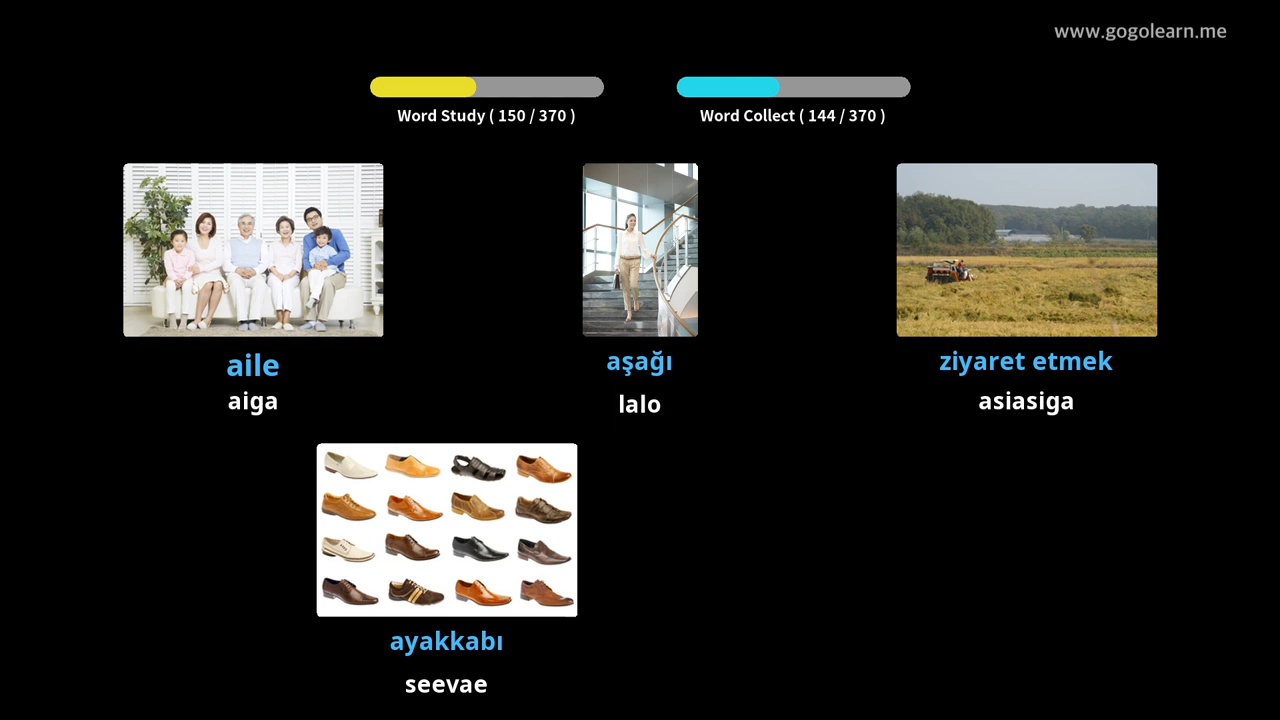 www.gogolearn.me
Word Study ( 150 / 370 )
Word Collect ( 144 / 370 )
aile
aiga
aşağı
lalo
ziyaret etmek
asiasiga
ayakkabı
seevae